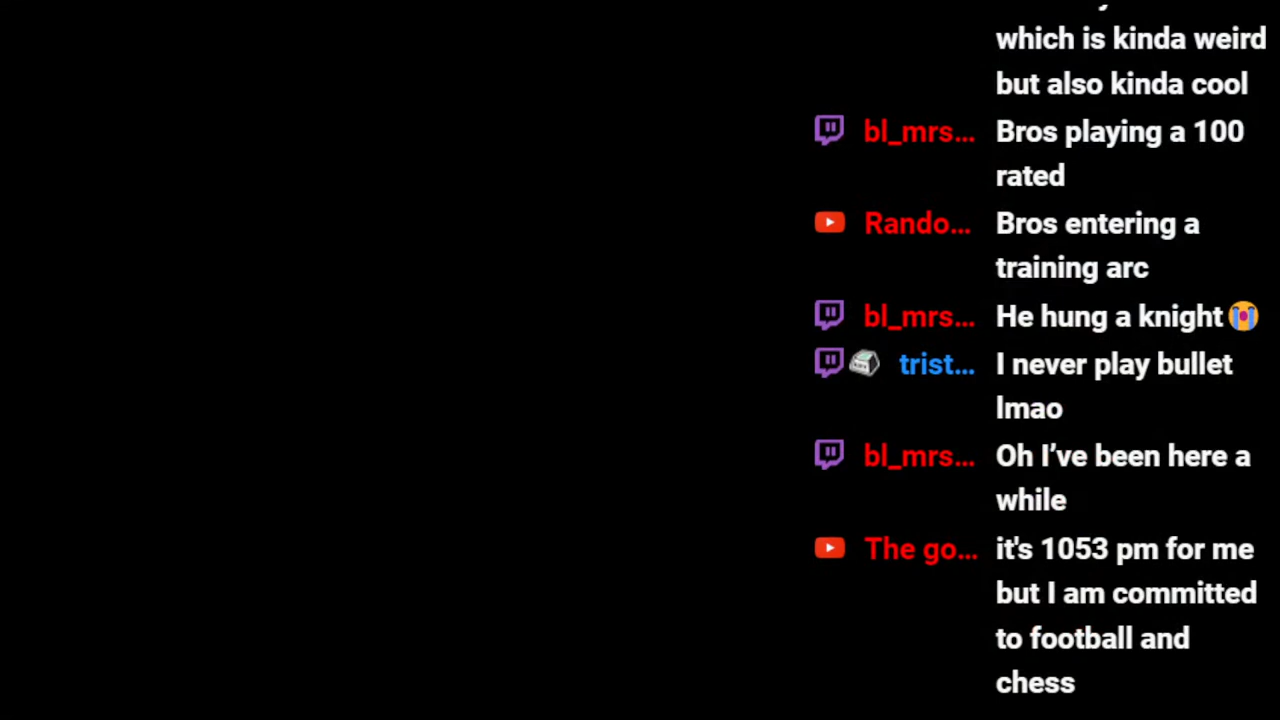 which is kinda weird
but also kinda cool
bl_mrs... Bros playing a 100
rated
Rando... Bros entering a
training arc
bl_mrs... He hung a knight😭
trist... I never play bullet
lmao
bl_mrs... Oh I’ve been here a
while
The go... it's 1053 pm for me
but I am committed
to football and
chess